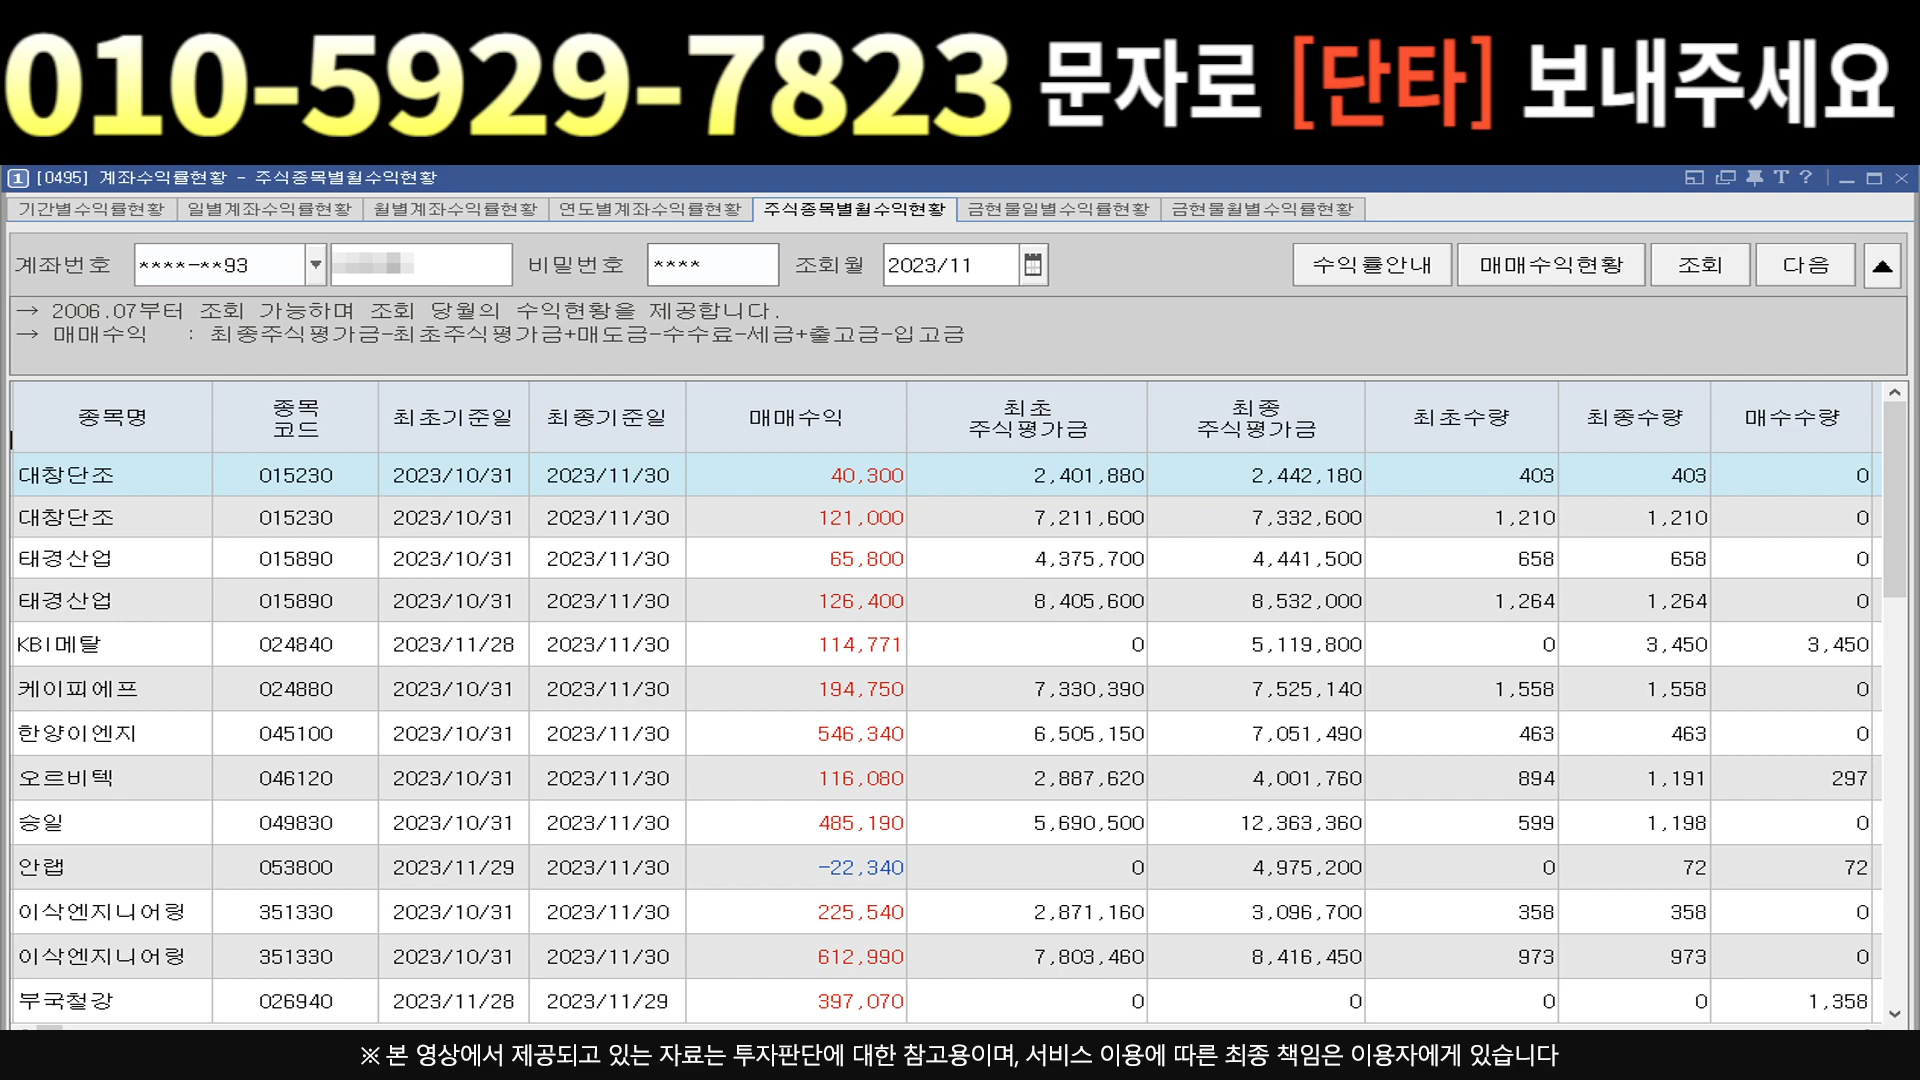 010-5929-7823 문자로 [단타] 보내주세요
1 [0495] 계좌수익률현황 - 주식종목별월수익현황
기간별수익률현황 일별계좌수익률현황 월별계좌수익률현황 연도별계좌수익률현황 주식종목별월수익현황 금현물일별수익률현황 금현물월별수익률현황
계좌번호 ****-**93 비밀번호 **** 조회월 2023/11 수익률안내 매매수익현황 조회 다음
→ 2006.07부터 조회 가능하며 조회 당월의 수익현황을 제공합니다.
→ 매매수익 : 최종주식평가금-최초주식평가금+매도금-수수료-세금+출고금-입고금
종목명 종목코드 최초기준일 최종기준일 매매수익 최초주식평가금 최종주식평가금 최초수량 최종수량 매수수량
대창단조 015230 2023/10/31 2023/11/30 40,300 2,401,880 2,442,180 403 403 0
대창단조 015230 2023/10/31 2023/11/30 121,000 7,211,600 7,332,600 1,210 1,210 0
태경산업 015890 2023/10/31 2023/11/30 65,800 4,375,700 4,441,500 658 658 0
태경산업 015890 2023/10/31 2023/11/30 126,400 8,405,600 8,532,000 1,264 1,264 0
KBI메탈 024840 2023/11/28 2023/11/30 114,771 0 5,119,800 0 3,450 3,450
케이피에프 024880 2023/10/31 2023/11/30 194,750 7,330,390 7,525,140 1,558 1,558 0
한양이엔지 045100 2023/10/31 2023/11/30 546,340 6,505,150 7,051,490 463 463 0
오르비텍 046120 2023/10/31 2023/11/30 116,080 2,887,620 4,001,760 894 1,191 297
승일 049830 2023/10/31 2023/11/30 485,190 5,690,500 12,363,360 599 1,198 0
안랩 053800 2023/11/29 2023/11/30 -22,340 0 4,975,200 0 72 72
이삭엔지니어링 351330 2023/10/31 2023/11/30 225,540 2,871,160 3,096,700 358 358 0
이삭엔지니어링 351330 2023/10/31 2023/11/30 612,990 7,803,460 8,416,450 973 973 0
부국철강 026940 2023/11/28 2023/11/29 397,070 0 0 0 0 1,358
※ 본 영상에서 제공되고 있는 자료는 투자판단에 대한 참고용이며, 서비스 이용에 따른 최종 책임은 이용자에게 있습니다